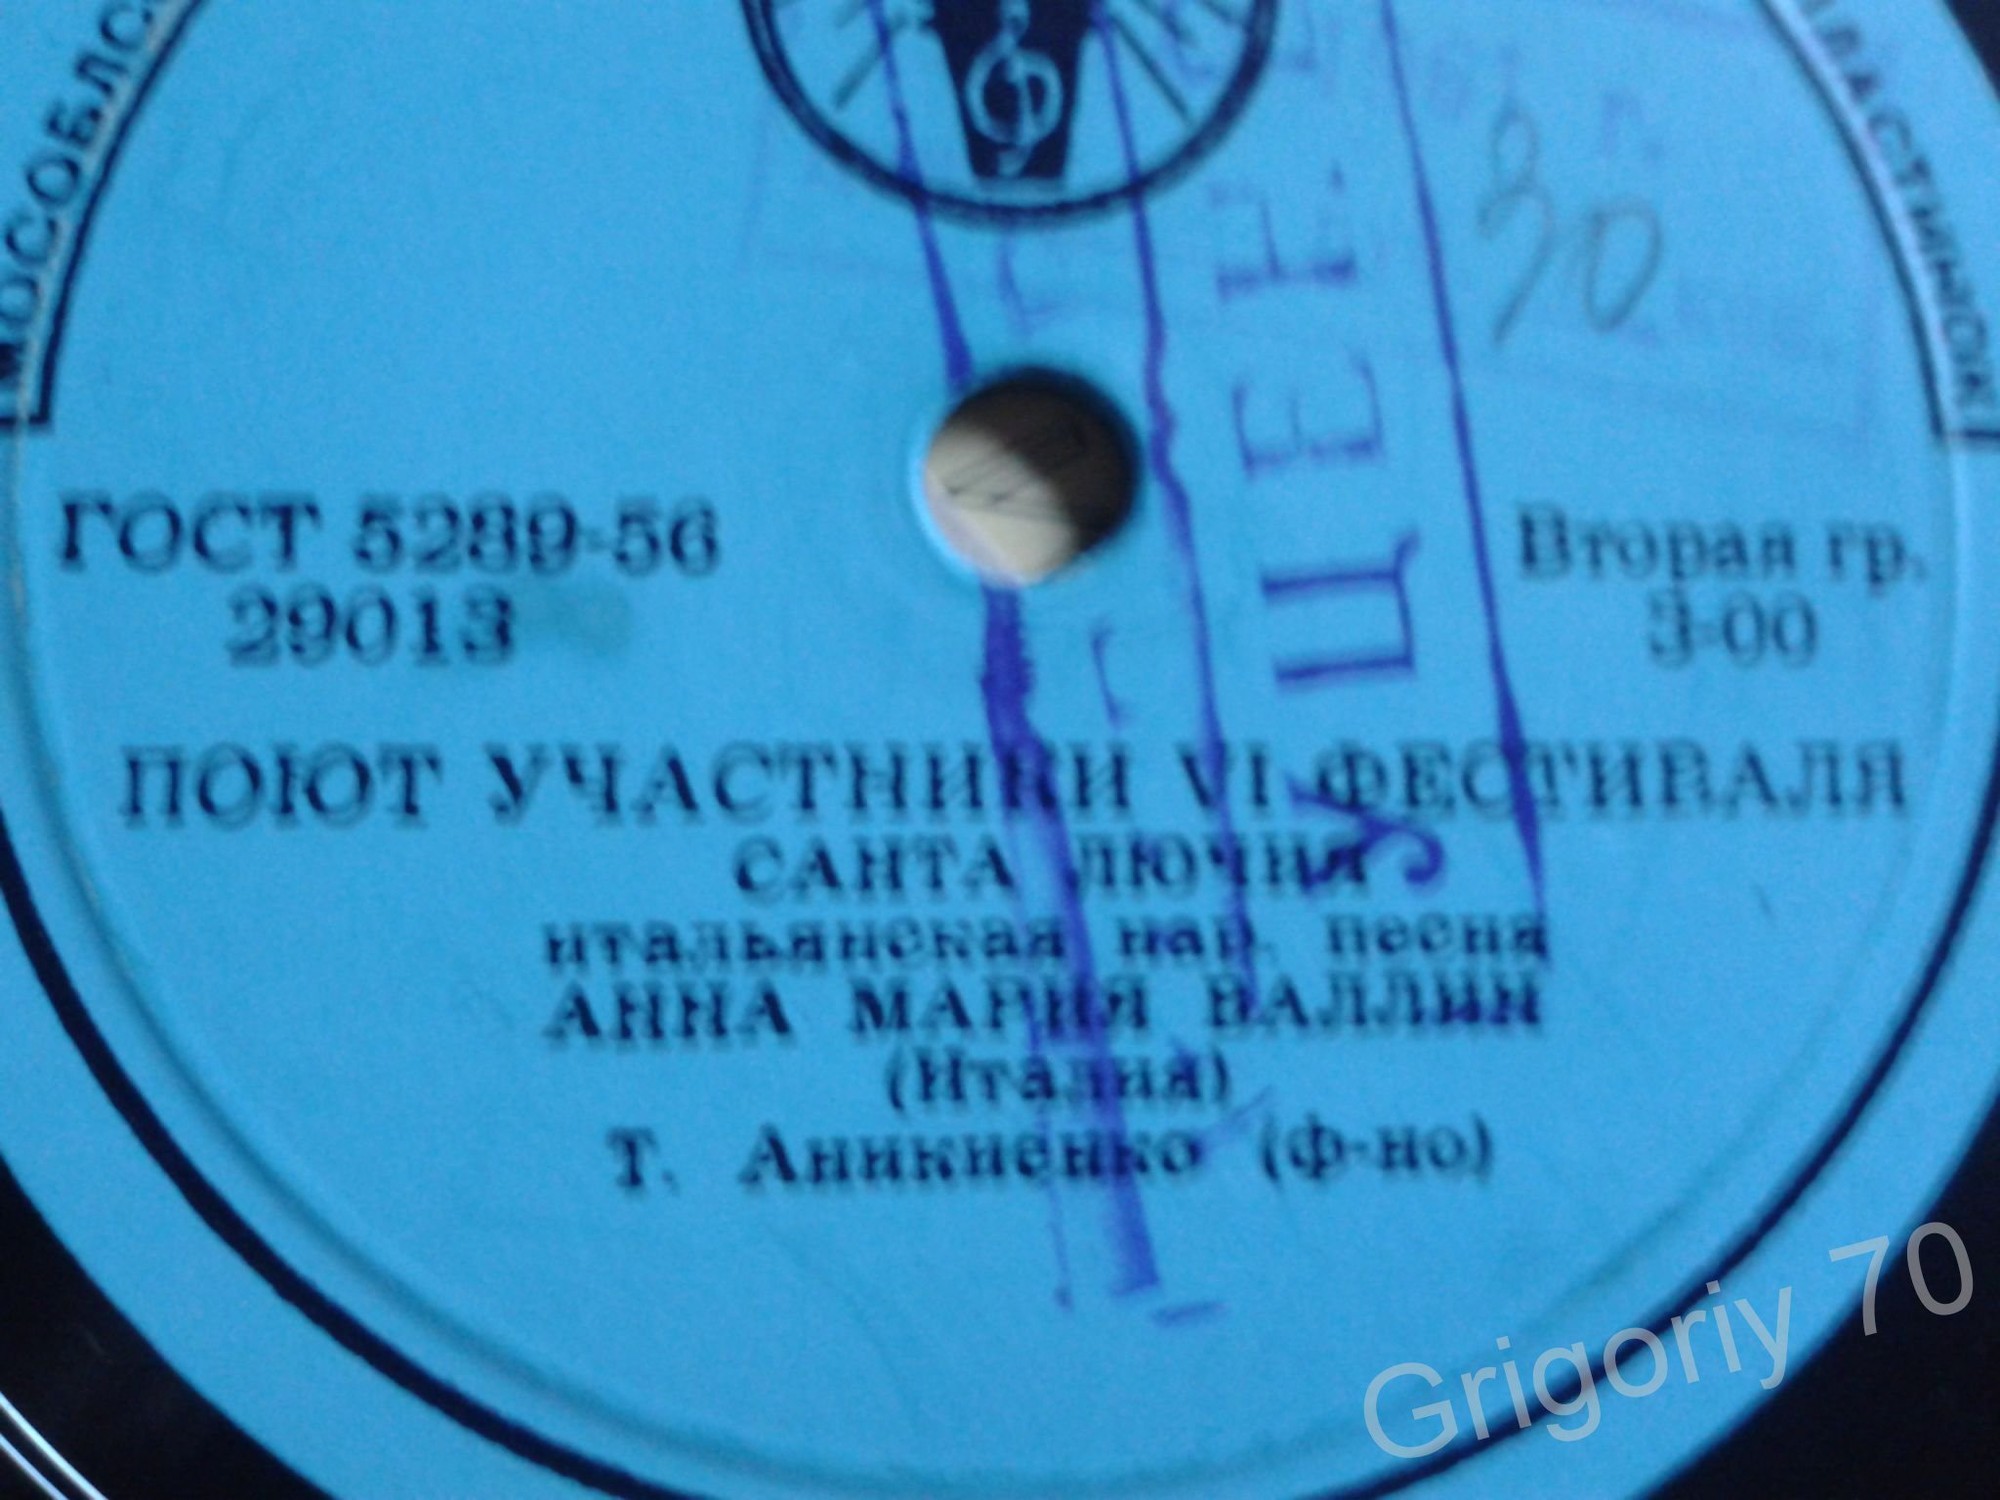 ГОСТ 5289-56
29013
Вторая гр.
3-00
ПОЮТ УЧАСТНИКИ VI ФЕСТИВАЛЯ
САНТА ЛЮЧИЯ
итальянская нар. песня
АННА МАРИЯ ВАЛЛИН
(Италия)
Т. Аникиенко (ф-но)
30
Grigoriy 70